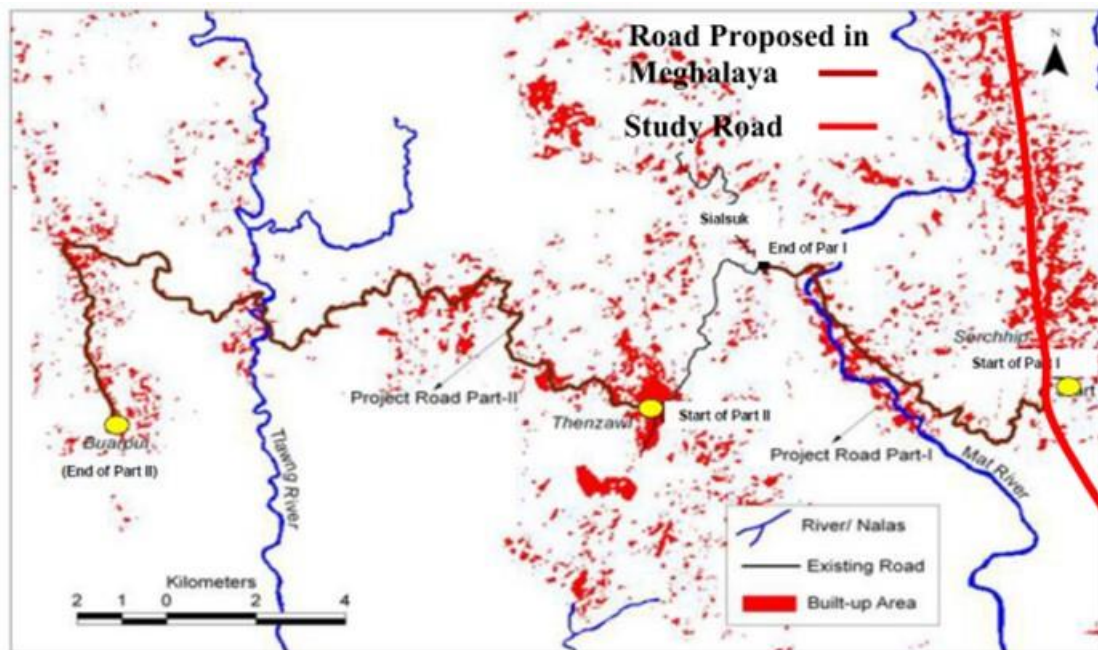 Road Proposed in
Meghalaya
N
Study Road
Sialsuk
End of Par I
Serchhip
Start of Part I
Project Road Part-II
Thenzawl
Start of Part II
Buarpui
(End of Part II)
Tlawng River
Project Road Part-I
Mat River
River/ Nalas
Existing Road
Built-up Area
Kilometers
2 1 0 2 4